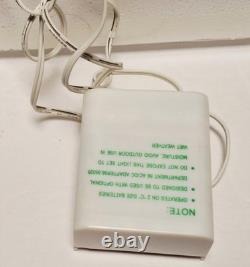 NOTE:
• OPERATES ON 2 "C" SIZE BATTERIES
• DESIGNED TO BE USED WITH OPTIONAL
DEPARTMENT AC/DC ADAPTER
• DO NOT EXPOSE THIS LIGHT SET TO
MOISTURE. AVOID OUTDOOR USE IN
WET WEATHER
ebay